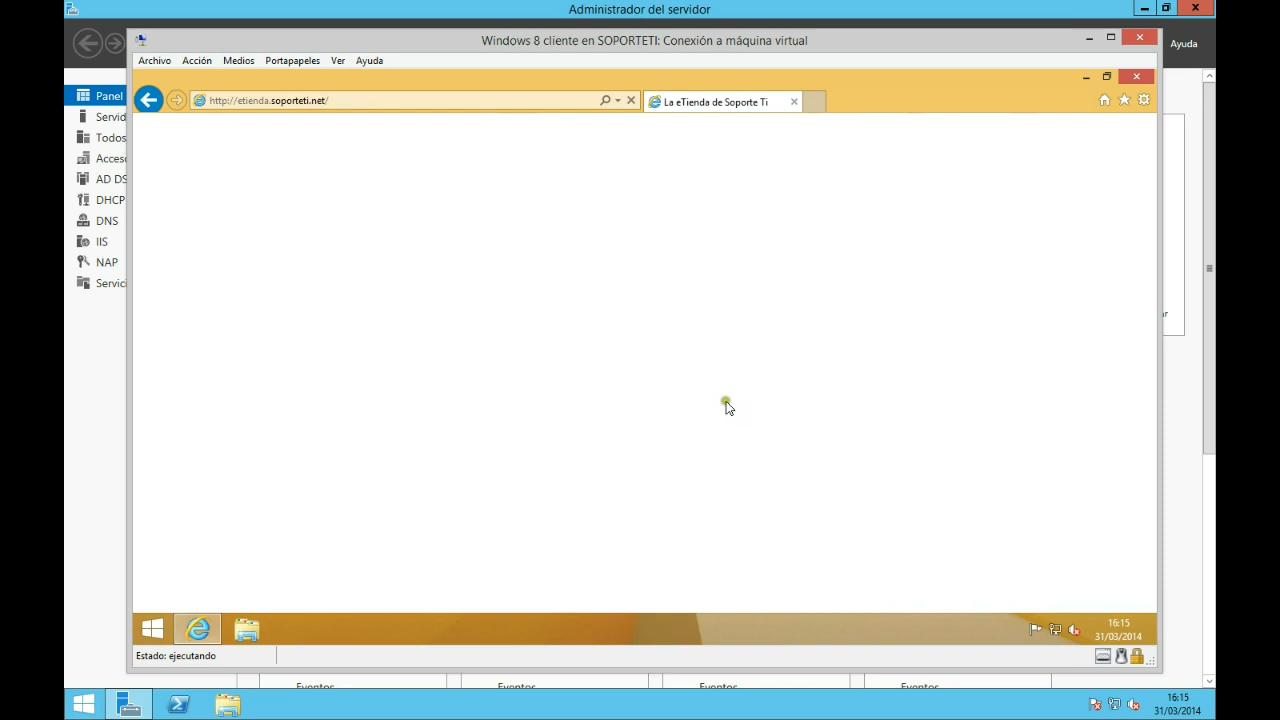 Administrador del servidor
Windows 8 cliente en SOPORTETI: Conexión a máquina virtual
Ayuda
Archivo Acción Medios Portapapeles Ver Ayuda
http://etienda.soporteti.net/
La eTienda de Soporte Ti
Panel
Servid
Todos
Acceso
AD DS
DHCP
DNS
IIS
NAP
Servici
ar
16:15
31/03/2014
Estado: ejecutando
Eventos Eventos Eventos Eventos
16:15
31/03/2014